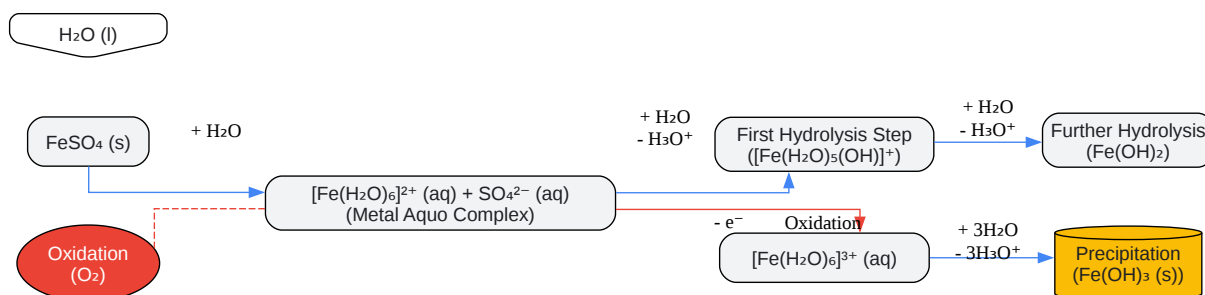 H₂O (l)
FeSO₄ (s)
+ H₂O
[Fe(H₂O)₆]²⁺ (aq) + SO₄²⁻ (aq)
(Metal Aquo Complex)
Oxidation
(O₂)
+ H₂O
- H₃O⁺
First Hydrolysis Step
([Fe(H₂O)₅(OH)]⁺)
+ H₂O
- H₃O⁺
Further Hydrolysis
(Fe(OH)₂)
- e⁻
Oxidation
[Fe(H₂O)₆]³⁺ (aq)
+ 3H₂O
- 3H₃O⁺
Precipitation
(Fe(OH)₃ (s))